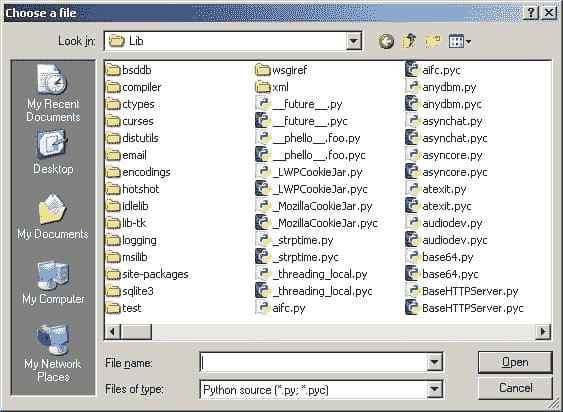 Choose a file
Look in: Lib
My Recent
Documents
Desktop
My Documents
My Computer
My Network
Places
bsddb
compiler
ctypes
curses
distutils
email
encodings
hotshot
idlelib
lib-tk
logging
msilib
site-packages
sqlite3
test
wsgiref
xml
__future__.py
__future__.pyc
__phello__.foo.py
__phello__.foo.pyc
_LWPCookieJar.py
_LWPCookieJar.pyc
_MozillaCookieJar.py
_MozillaCookieJar.pyc
_strptime.py
_strptime.pyc
_threading_local.py
_threading_local.pyc
aifc.py
aifc.pyc
anydbm.py
anydbm.pyc
asynchat.py
asynchat.pyc
asyncore.py
asyncore.pyc
atexit.py
atexit.pyc
audiodev.py
audiodev.pyc
base64.py
base64.pyc
BaseHTTPServer.py
BaseHTTPServer.pyc
File name:
Open
Files of type: Python source (*.py; *.pyc)
Cancel